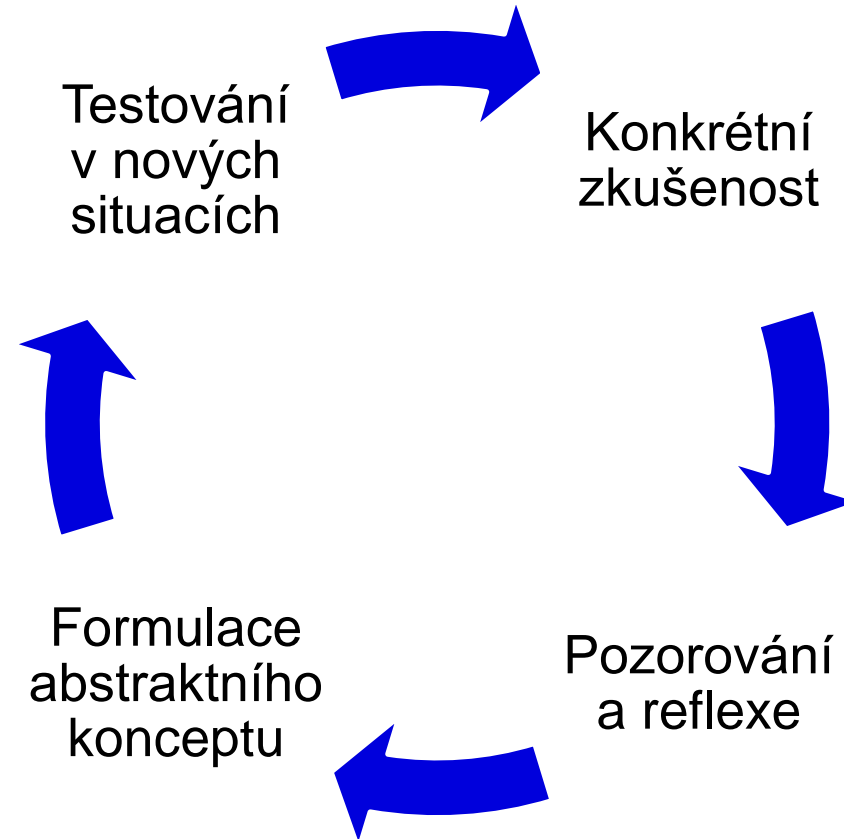 Testování
v nových
situacích
Konkrétní
zkušenost
Formulace
abstraktního
konceptu
Pozorování
a reflexe